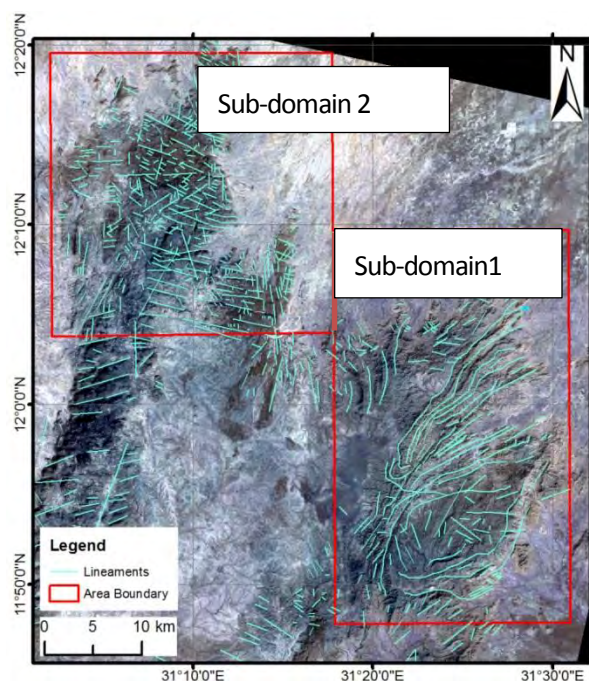 12°20'0"N
N
Sub-domain 2
12°10'0"N
Sub-domain1
12°0'0"N
11°50'0"N
Legend
Lineaments
Area Boundary
0 5 10 km
31°10'0"E 31°20'0"E 31°30'0"E